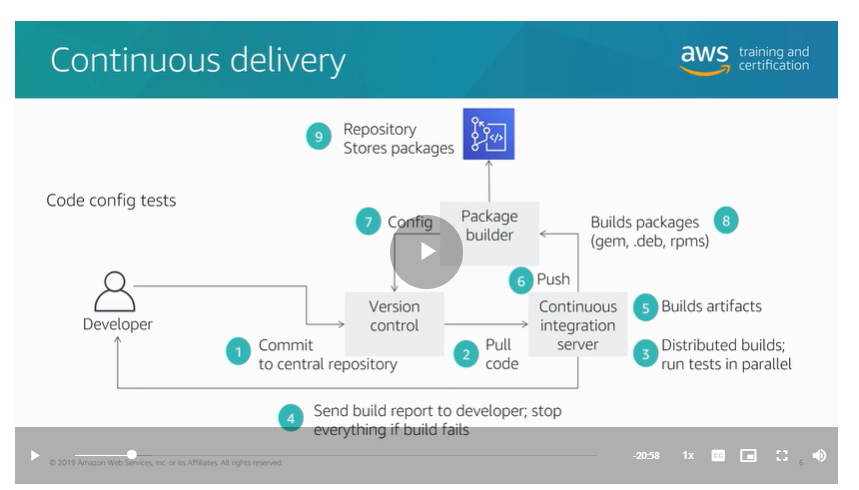 Continuous delivery
aws training and
certification
9 Repository
Stores packages
Code config tests
7 Config
Package
builder
Builds packages 8
(gem, .deb, rpms)
6 Push
Developer
Version
control
Continuous
integration
server
5 Builds artifacts
1 Commit
to central repository
2 Pull
code
3 Distributed builds;
run tests in parallel
4 Send build report to developer; stop
everything if build fails
-20:58
1x
CC
© 2019 Amazon Web Services, Inc. or its Affiliates. All rights reserved.
6